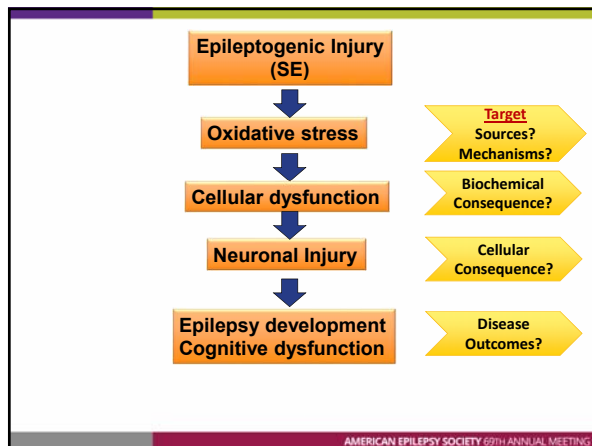 Epileptogenic Injury
(SE)
Oxidative stress
Target
Sources?
Mechanisms?
Cellular dysfunction
Biochemical
Consequence?
Neuronal Injury
Cellular
Consequence?
Epilepsy development
Cognitive dysfunction
Disease
Outcomes?
AMERICAN EPILEPSY SOCIETY 69TH ANNUAL MEETING